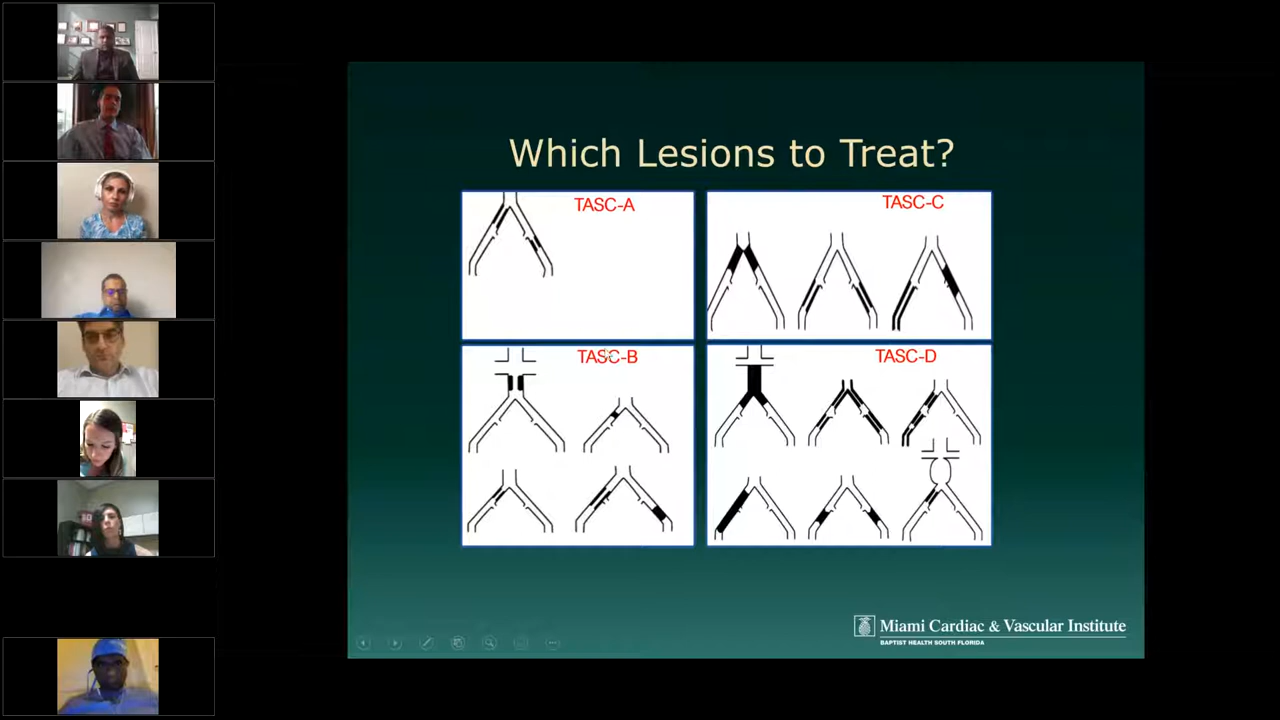 Which Lesions to Treat?
TASC-A
TASC-C
TASC-B
TASC-D
Miami Cardiac & Vascular Institute
BAPTIST HEALTH SOUTH FLORIDA